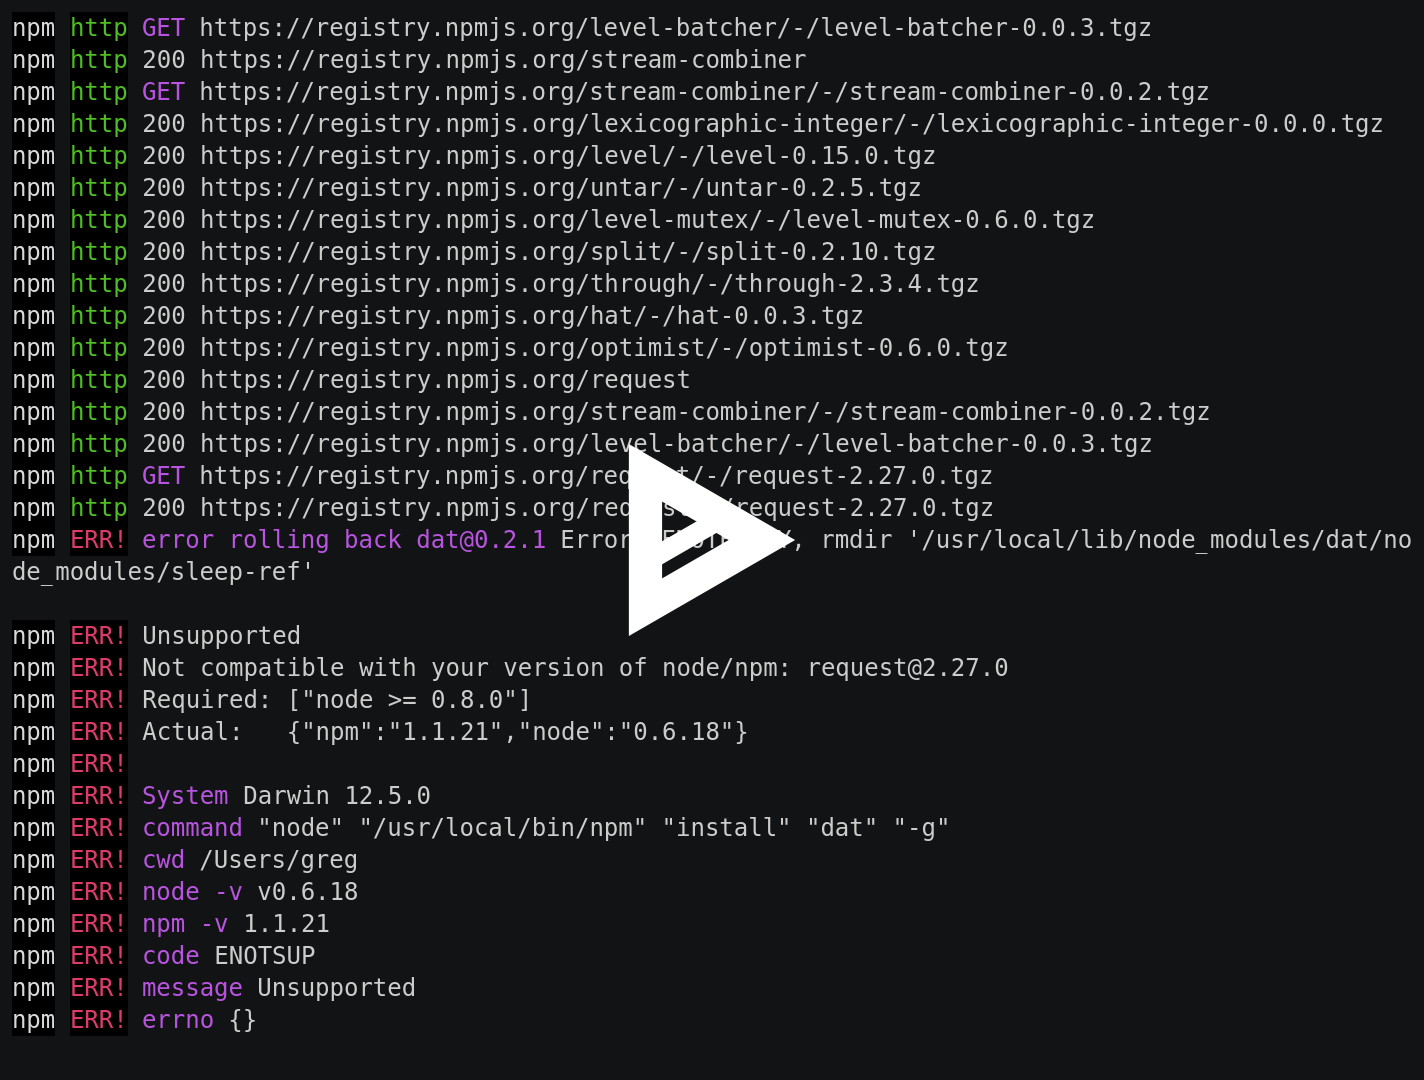 npm http GET https://registry.npmjs.org/level-batcher/-/level-batcher-0.0.3.tgz
npm http 200 https://registry.npmjs.org/stream-combiner
npm http GET https://registry.npmjs.org/stream-combiner/-/stream-combiner-0.0.2.tgz
npm http 200 https://registry.npmjs.org/lexicographic-integer/-/lexicographic-integer-0.0.0.tgz
npm http 200 https://registry.npmjs.org/level/-/level-0.15.0.tgz
npm http 200 https://registry.npmjs.org/untar/-/untar-0.2.5.tgz
npm http 200 https://registry.npmjs.org/level-mutex/-/level-mutex-0.6.0.tgz
npm http 200 https://registry.npmjs.org/split/-/split-0.2.10.tgz
npm http 200 https://registry.npmjs.org/through/-/through-2.3.4.tgz
npm http 200 https://registry.npmjs.org/hat/-/hat-0.0.3.tgz
npm http 200 https://registry.npmjs.org/optimist/-/optimist-0.6.0.tgz
npm http 200 https://registry.npmjs.org/request
npm http 200 https://registry.npmjs.org/stream-combiner/-/stream-combiner-0.0.2.tgz
npm http 200 https://registry.npmjs.org/level-batcher/-/level-batcher-0.0.3.tgz
npm http GET https://registry.npmjs.org/request/-/request-2.27.0.tgz
npm http 200 https://registry.npmjs.org/request/-/request-2.27.0.tgz
npm ERR! error rolling back dat@0.2.1 Error: rmdir '/usr/local/lib/node_modules/dat/no
de_modules/sleep-ref'
npm ERR! Unsupported
npm ERR! Not compatible with your version of node/npm: request@2.27.0
npm ERR! Required: ["node >= 0.8.0"]
npm ERR! Actual:   {"npm":"1.1.21","node":"0.6.18"}
npm ERR!
npm ERR! System Darwin 12.5.0
npm ERR! command "node" "/usr/local/bin/npm" "install" "dat" "-g"
npm ERR! cwd /Users/greg
npm ERR! node -v v0.6.18
npm ERR! npm -v 1.1.21
npm ERR! code ENOTSUP
npm ERR! message Unsupported
npm ERR! errno {}